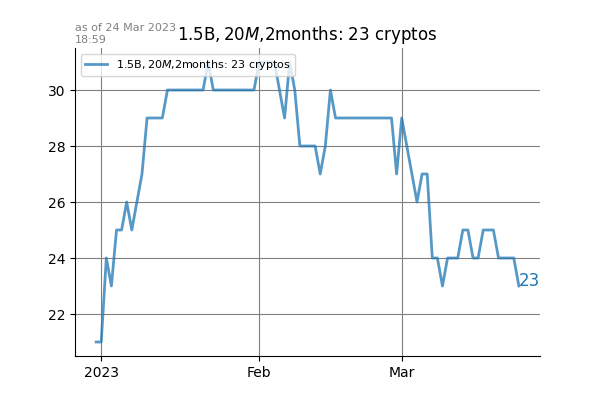 as of 24 Mar 2023
18:59
1.5B, 20M,2months: 23 cryptos
1.5B, 20M,2months: 23 cryptos
30
28
26
24
22
23
2023
Feb
Mar